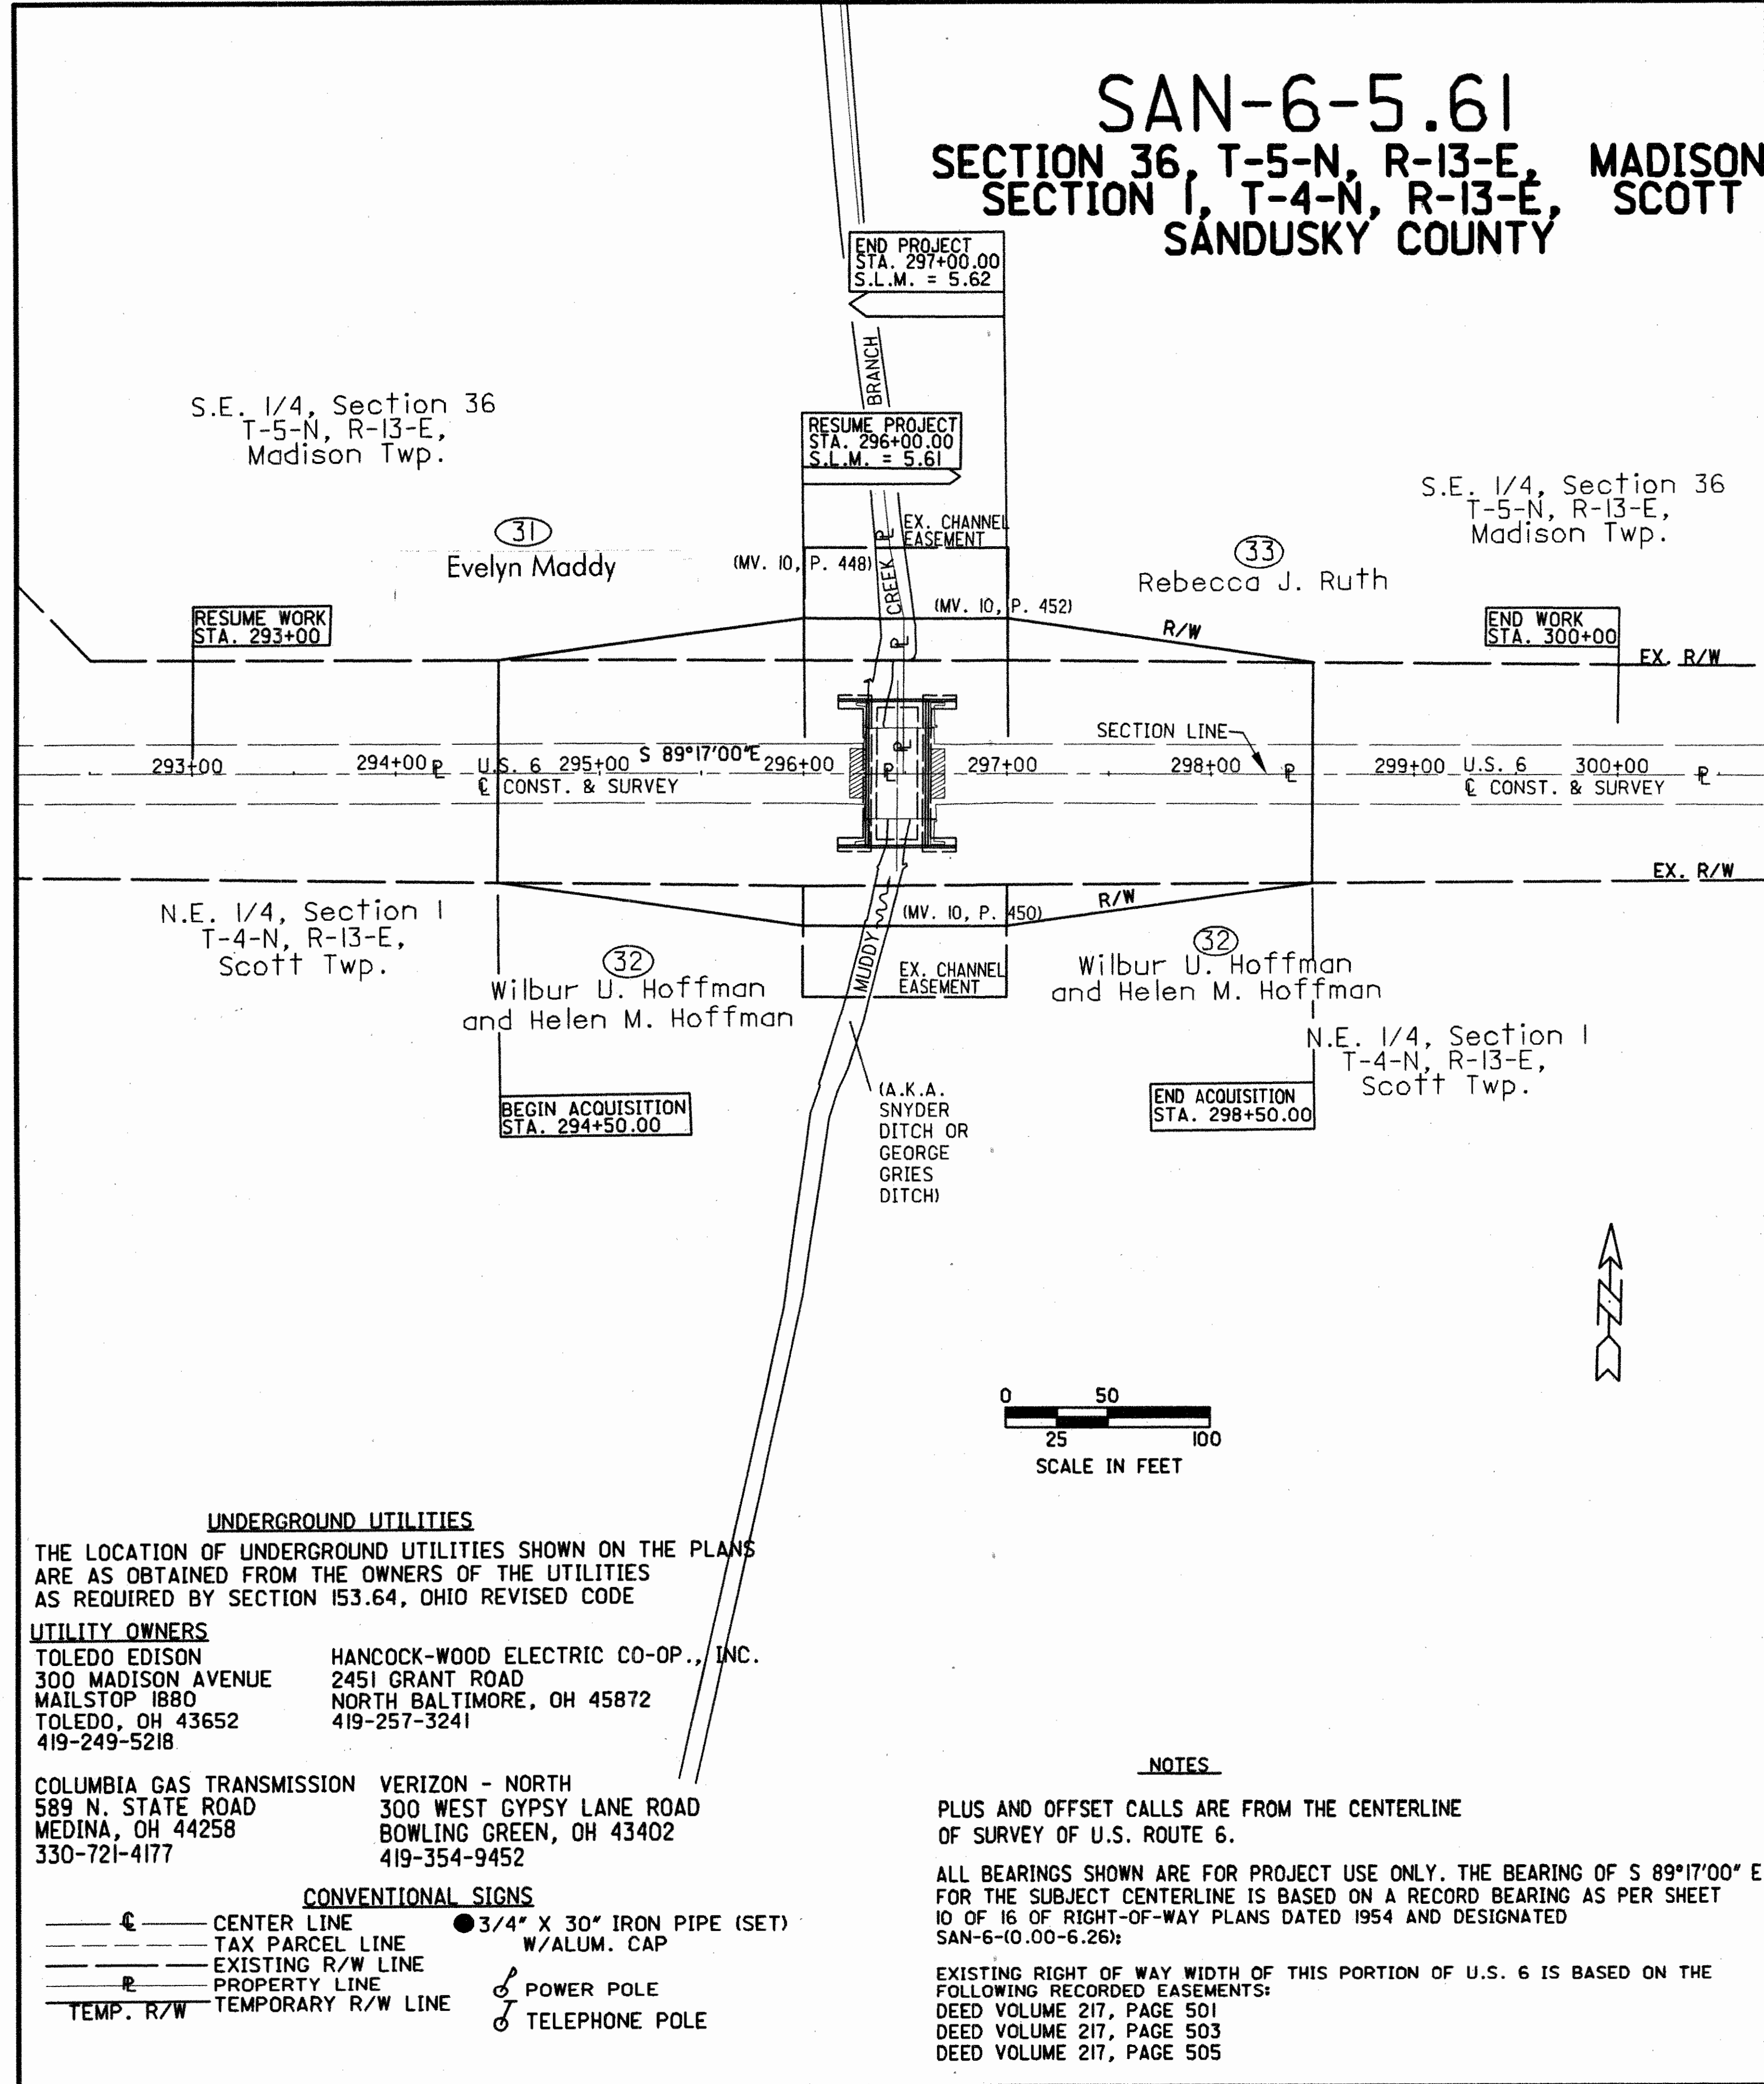 SAN-6-5.61
SECTION 36, T-5-N, R-13-E, MADISON
SECTION 1, T-4-N, R-13-E, SCOTT
SANDUSKY COUNTY
END PROJECT
STA. 297+00.00
S.L.M. = 5.62
BRANCH
RESUME PROJECT
STA. 296+00.00
S.L.M. = 5.61
S.E. 1/4, Section 36
T-5-N, R-13-E,
Madison Twp.
S.E. 1/4, Section 36
T-5-N, R-13-E,
Madison Twp.
31
Evelyn Maddy
EX. CHANNEL
EASEMENT
(MV. 10, P. 448)
CREEK
33
Rebecca J. Ruth
(MV. 10, P. 452)
R/W
RESUME WORK
STA. 293+00
END WORK
STA. 300+00
EX. R/W
SECTION LINE
293+00 294+00 U.S. 6 295+00 S 89°17'00"E 296+00 297+00 298+00 299+00 U.S. 6 300+00
℄ CONST. & SURVEY
℄ CONST. & SURVEY
EX. R/W
R/W
N.E. 1/4, Section 1
T-4-N, R-13-E,
Scott Twp.
(MV. 10, P. 450)
MUDDY
32
Wilbur U. Hoffman
and Helen M. Hoffman
EX. CHANNEL
EASEMENT
32
Wilbur U. Hoffman
and Helen M. Hoffman
N.E. 1/4, Section 1
T-4-N, R-13-E,
Scott Twp.
BEGIN ACQUISITION
STA. 294+50.00
(A.K.A.
SNYDER
DITCH OR
GEORGE
GRIES
DITCH)
END ACQUISITION
STA. 298+50.00
N
0 50
25 100
SCALE IN FEET
UNDERGROUND UTILITIES
THE LOCATION OF UNDERGROUND UTILITIES SHOWN ON THE PLANS
ARE AS OBTAINED FROM THE OWNERS OF THE UTILITIES
AS REQUIRED BY SECTION 153.64, OHIO REVISED CODE
UTILITY OWNERS
TOLEDO EDISON
300 MADISON AVENUE
MAILSTOP 1880
TOLEDO, OH 43652
419-249-5218
HANCOCK-WOOD ELECTRIC CO-OP., INC.
2451 GRANT ROAD
NORTH BALTIMORE, OH 45872
419-257-3241
COLUMBIA GAS TRANSMISSION
589 N. STATE ROAD
MEDINA, OH 44258
330-721-4177
VERIZON - NORTH
300 WEST GYPSY LANE ROAD
BOWLING GREEN, OH 43402
419-354-9452
CONVENTIONAL SIGNS
℄ CENTER LINE
TAX PARCEL LINE
EXISTING R/W LINE
PL PROPERTY LINE
TEMP. R/W TEMPORARY R/W LINE
3/4" X 30" IRON PIPE (SET)
W/ALUM. CAP
POWER POLE
TELEPHONE POLE
NOTES
PLUS AND OFFSET CALLS ARE FROM THE CENTERLINE
OF SURVEY OF U.S. ROUTE 6.
ALL BEARINGS SHOWN ARE FOR PROJECT USE ONLY. THE BEARING OF S 89°17'00" E
FOR THE SUBJECT CENTERLINE IS BASED ON A RECORD BEARING AS PER SHEET
10 OF 16 OF RIGHT-OF-WAY PLANS DATED 1954 AND DESIGNATED
SAN-6-(0.00-6.26);
EXISTING RIGHT OF WAY WIDTH OF THIS PORTION OF U.S. 6 IS BASED ON THE
FOLLOWING RECORDED EASEMENTS:
DEED VOLUME 217, PAGE 501
DEED VOLUME 217, PAGE 503
DEED VOLUME 217, PAGE 505